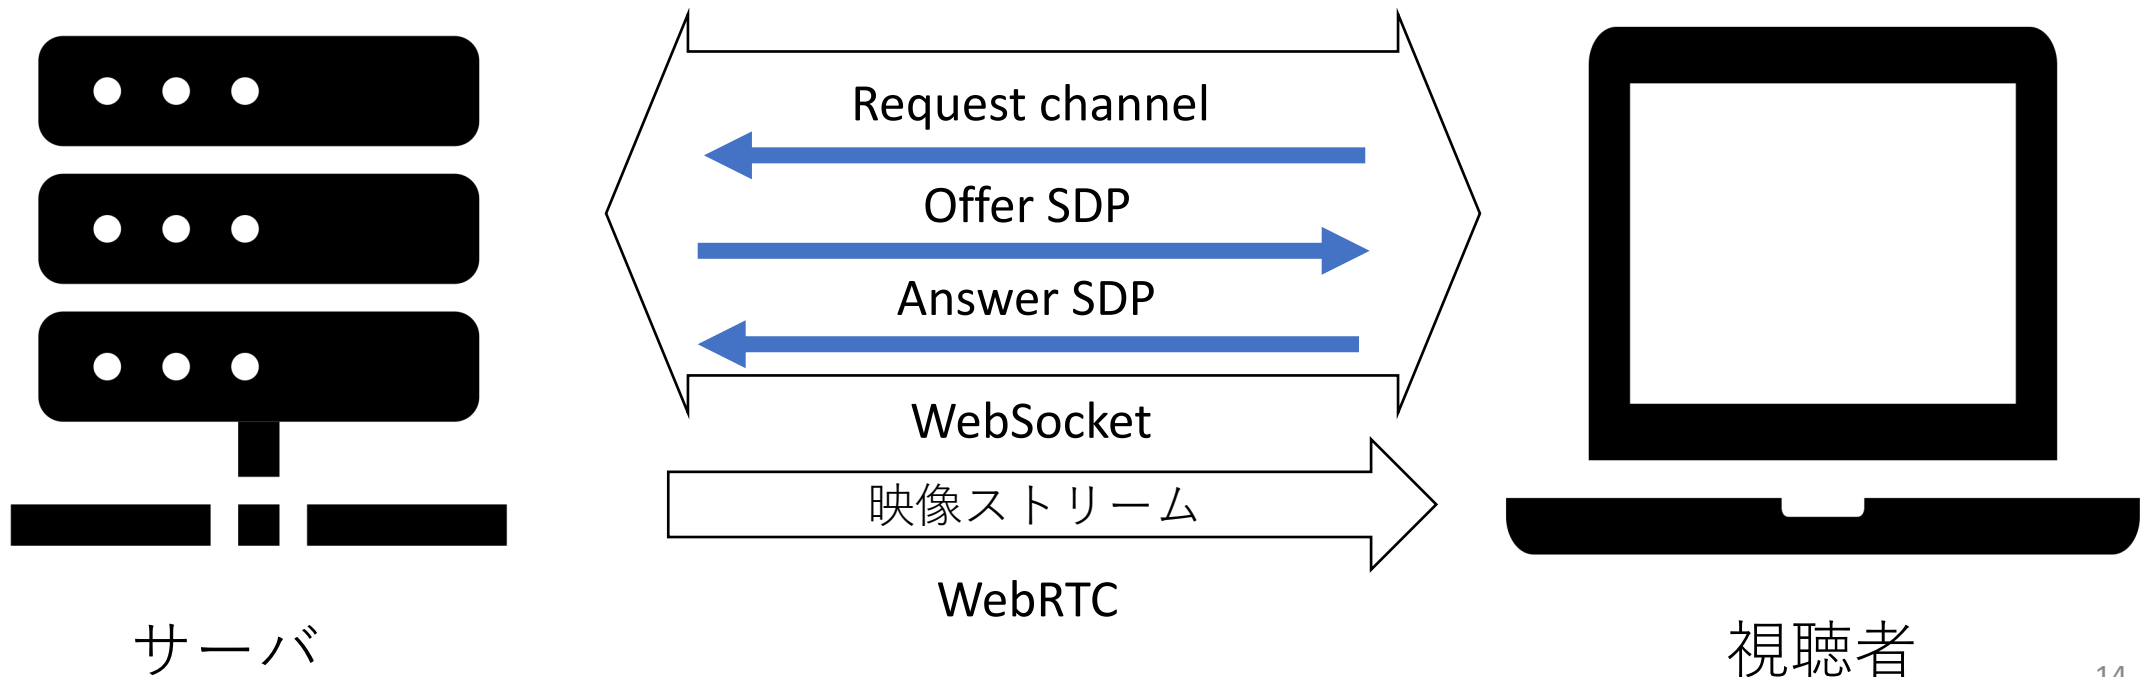 Request channel
Offer SDP
Answer SDP
WebSocket
映像ストリーム
WebRTC
サーバ
視聴者
14